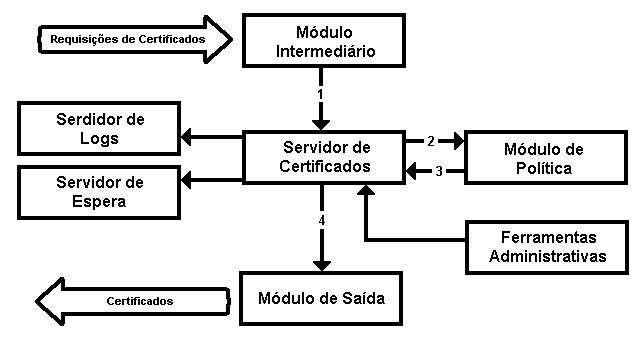 Requisições de Certificados
Módulo
Intermediário
1
Serdidor de
Logs
Servidor de
Certificados
2
3
Módulo de
Política
Servidor de
Espera
4
Ferramentas
Administrativas
Certificados
Módulo de Saída